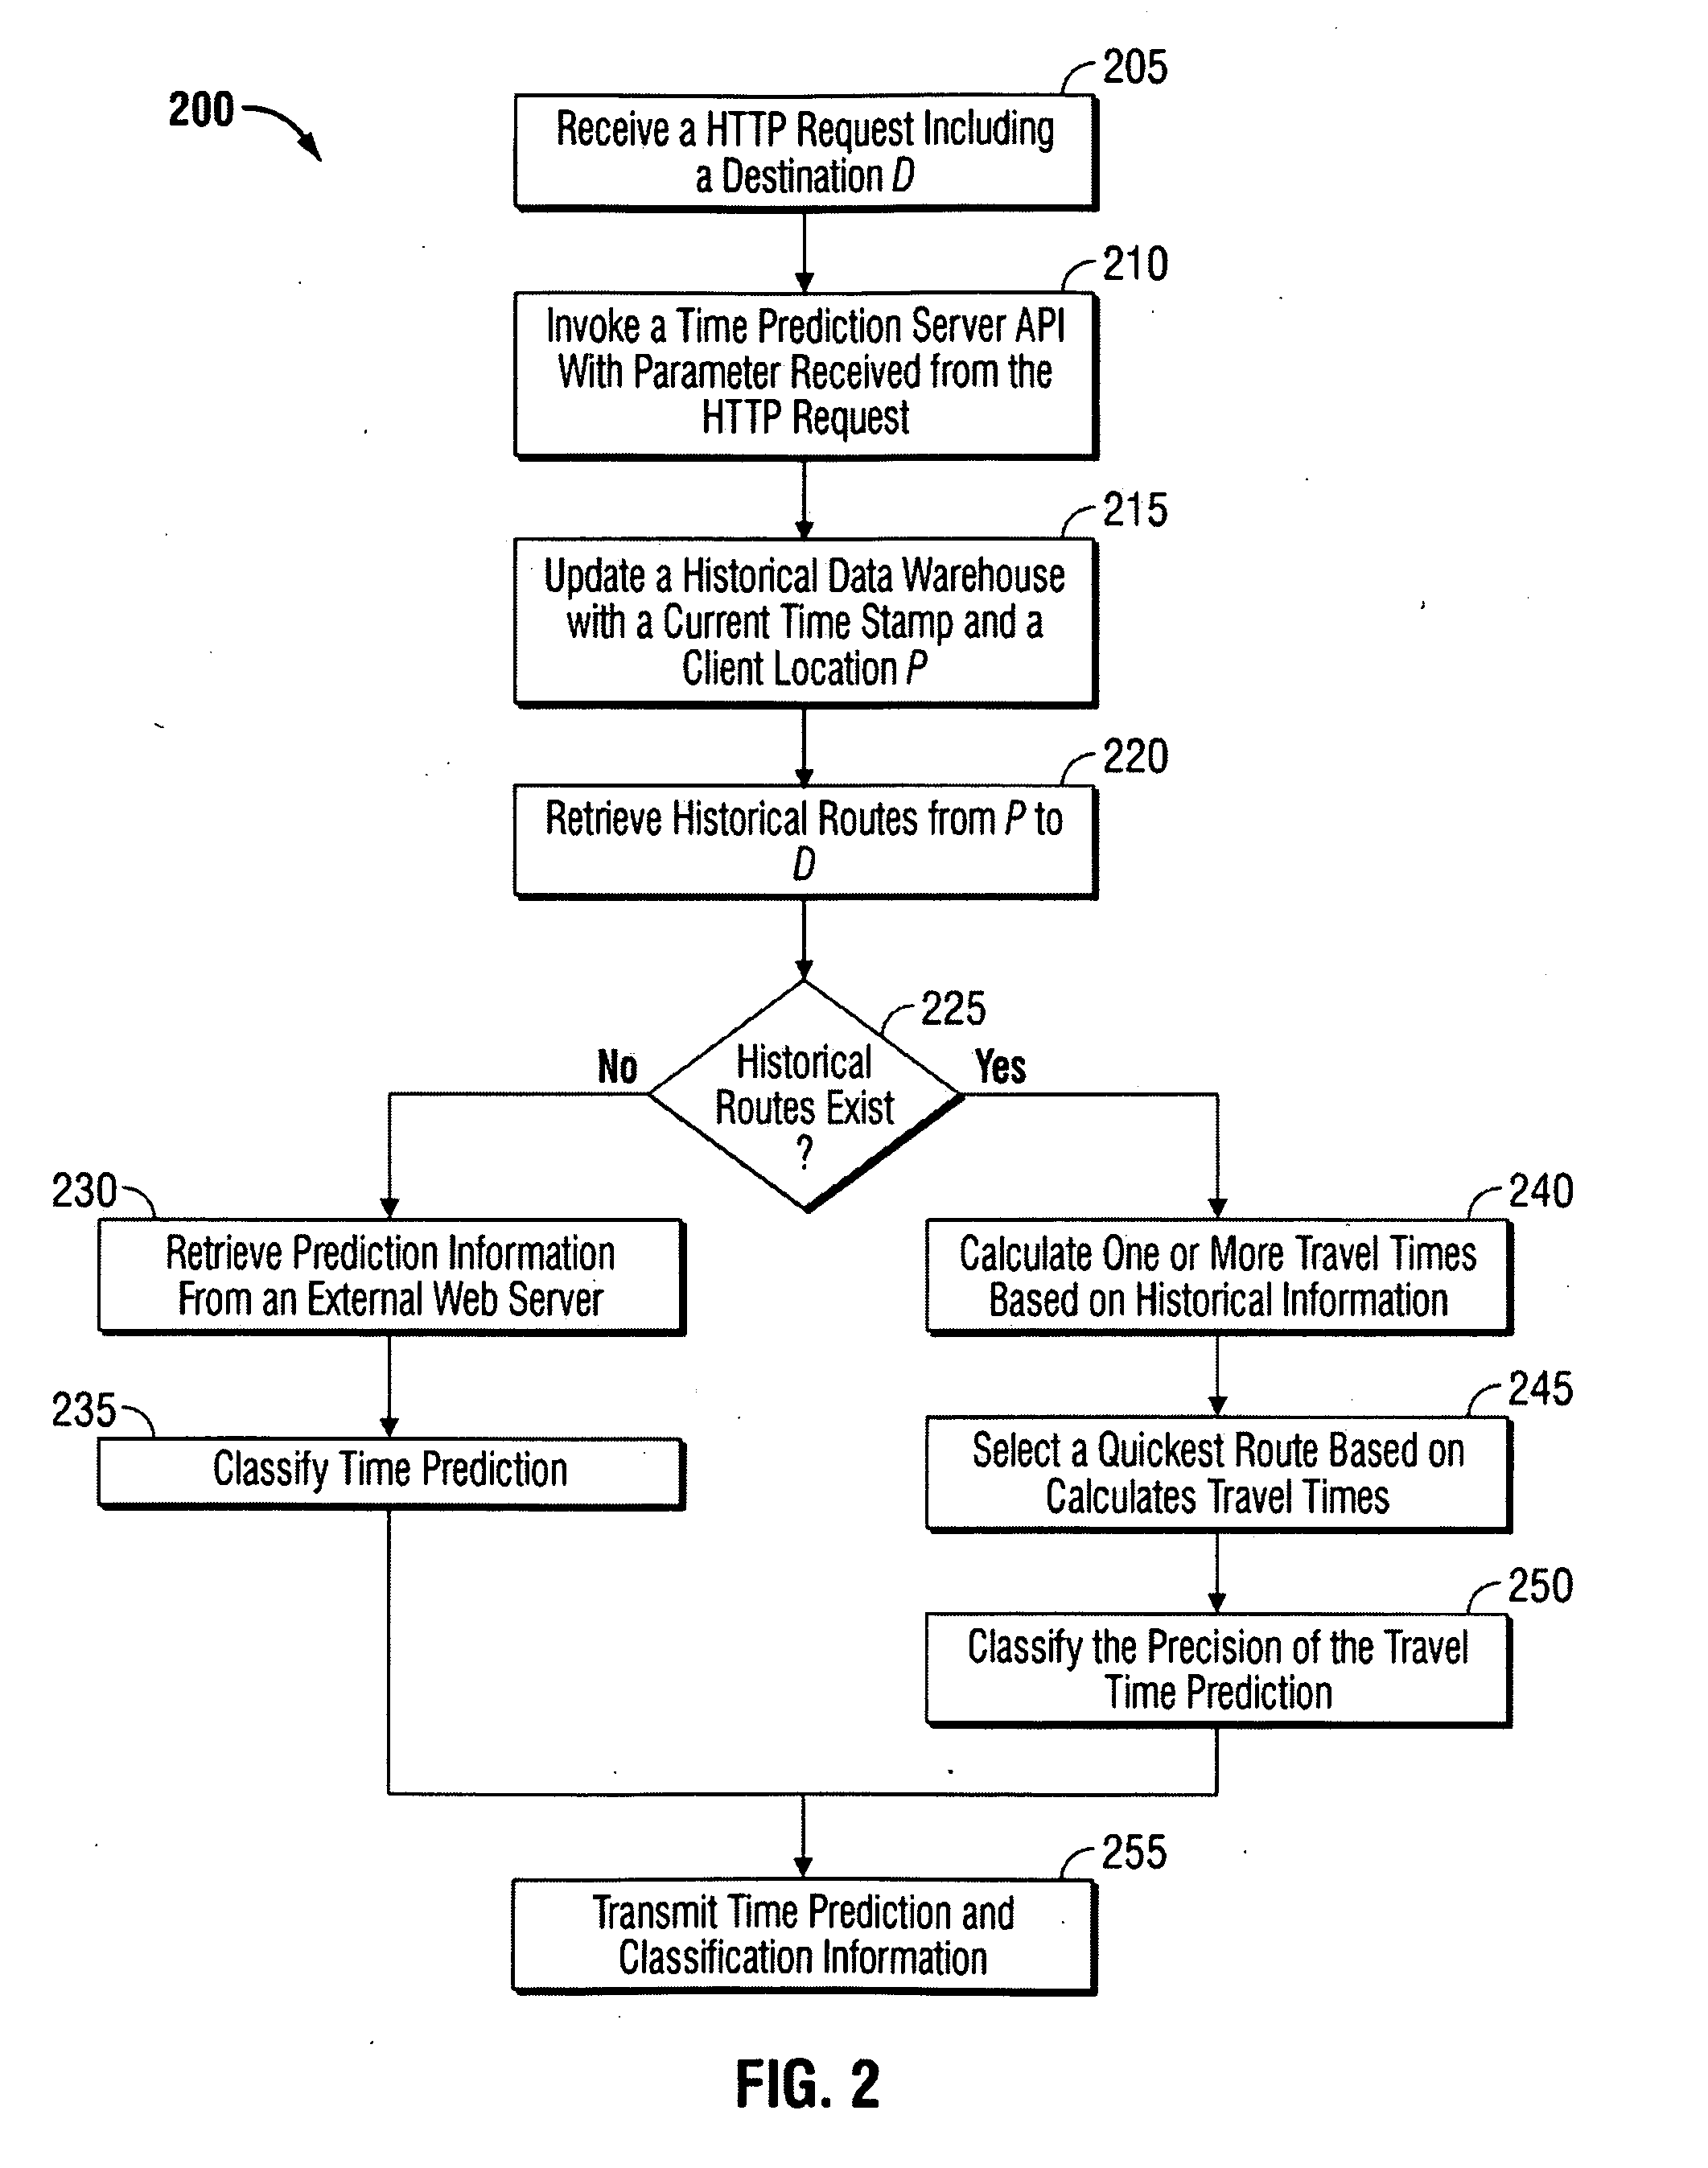 200
205
Receive a HTTP Request Including
a Destination D
210
Invoke a Time Prediction Server API
With Parameter Received from the
HTTP Request
215
Update a Historical Data Warehouse
with a Current Time Stamp and a
Client Location P
220
Retrieve Historical Routes from P to
D
225
Historical
Routes Exist
?
No
Yes
230
Retrieve Prediction Information
From an External Web Server
235
Classify Time Prediction
240
Calculate One or More Travel Times
Based on Historical Information
245
Select a Quickest Route Based on
Calculates Travel Times
250
Classify the Precision of the Travel
Time Prediction
255
Transmit Time Prediction and
Classification Information
FIG. 2